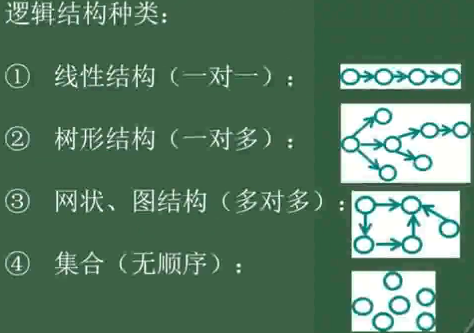 逻辑结构种类：
① 线性结构（一对一）：
② 树形结构（一对多）：
③ 网状、图结构（多对多）：
④ 集合（无顺序）：